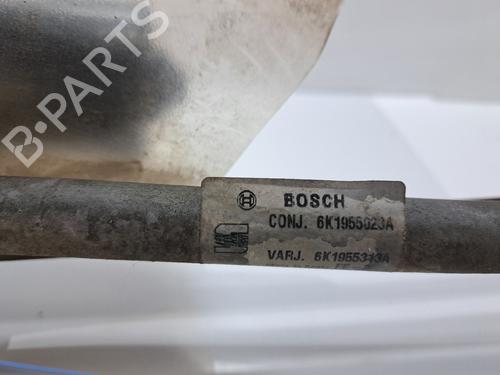 B-PARTS
BOSCH
CONJ. 6K1955023A
VARJ. 6K1955313A